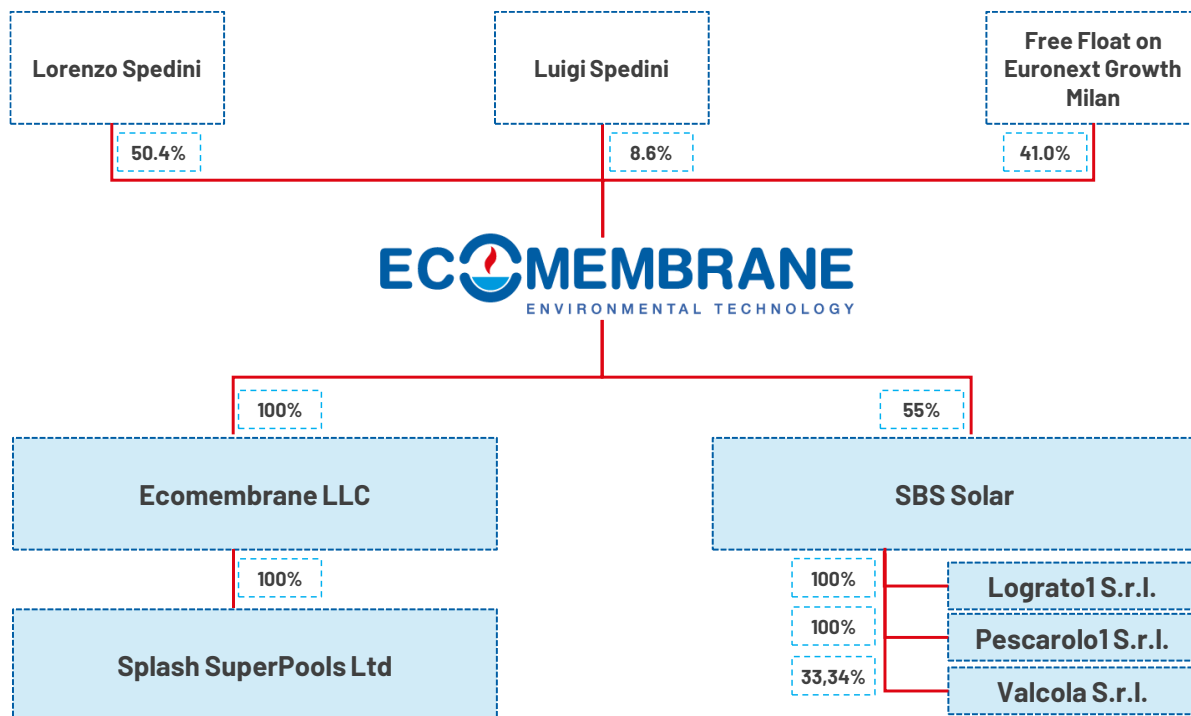 Lorenzo Spedini
Luigi Spedini
Free Float on
Euronext Growth
Milan
50.4%
8.6%
41.0%
ECOMEMBRANE
ENVIRONMENTAL TECHNOLOGY
100%
55%
Ecomembrane LLC
SBS Solar
100%
Splash SuperPools Ltd
100%
Lograto1 S.r.l.
100%
Pescarolo1 S.r.l.
33,34%
Valcola S.r.l.